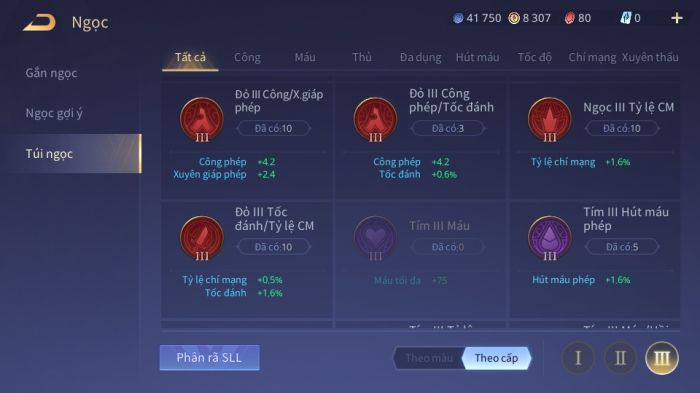 Ngọc
41 750
8 307
80
0
+
Tất cả
Công
Máu
Thủ
Đa dụng
Hút máu
Tốc độ
Chí mạng
Xuyên thấu
Gắn ngọc
Ngọc gợi ý
Túi ngọc
Đỏ III Công/X.giáp
phép
Đã có:10
III
Công phép +4.2
Xuyên giáp phép +2.4
Đỏ III Công
phép/Tốc đánh
Đã có:3
III
Công phép +4.2
Tốc đánh +0.6%
Ngọc III Tỷ lệ CM
Đã có:10
III
Tỷ lệ chí mạng +1.6%
Đỏ III Tốc
đánh/Tỷ lệ CM
Đã có:10
III
Tỷ lệ chí mạng +0.5%
Tốc đánh +1.6%
Tím III Máu
Đã có:0
III
Máu tối đa +75
Tím III Hút máu
phép
Đã có:5
III
Hút máu phép +1.6%
Phân rã SLL
Theo màu
Theo cấp
I
II
III